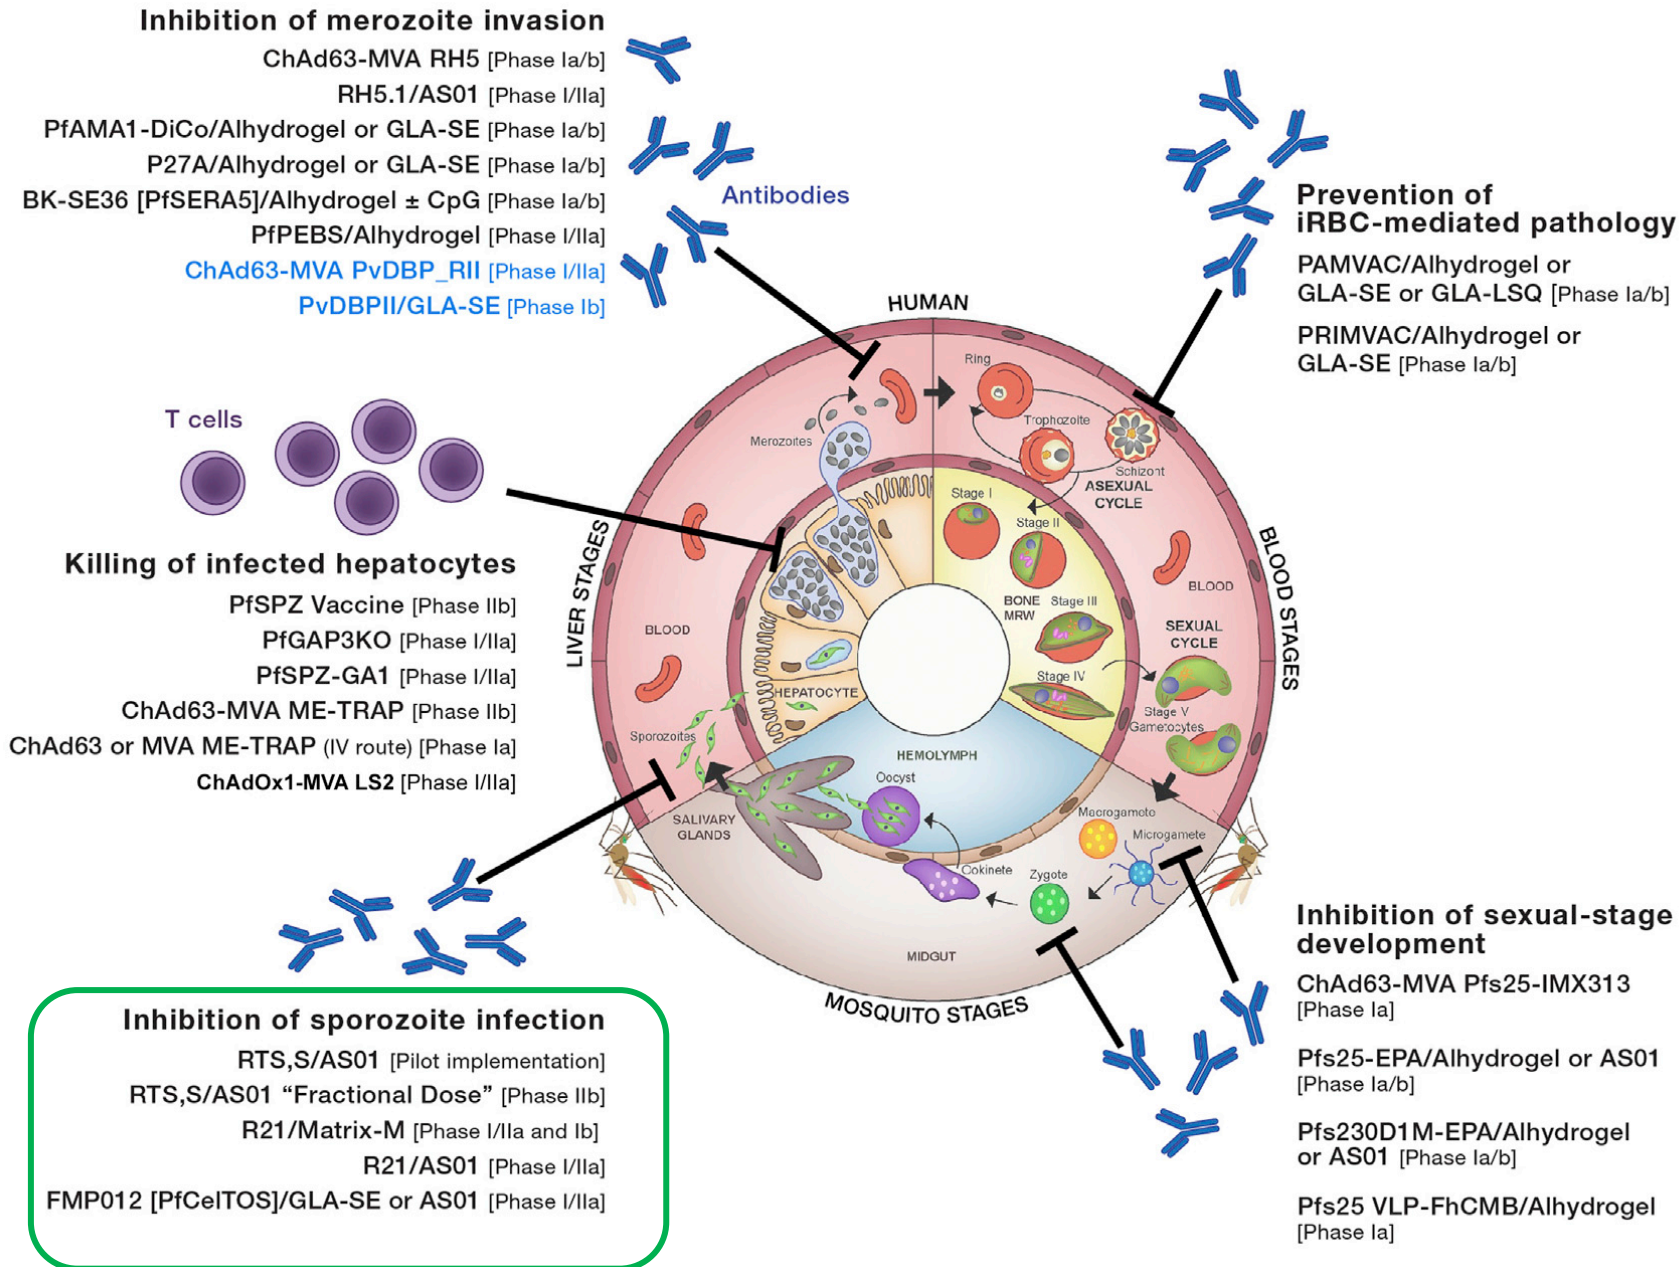 Inhibition of merozoite invasion
ChAd63-MVA RH5 [Phase Ia/b]
RH5.1/AS01 [Phase I/IIa]
PfAMA1-DiCo/Alhydrogel or GLA-SE [Phase Ia/b]
P27A/Alhydrogel or GLA-SE [Phase Ia/b]
BK-SE36 [PfSERA5]/Alhydrogel ± CpG [Phase Ia/b]
PfPEBS/Alhydrogel [Phase I/IIa]
ChAd63-MVA PvDBP_RII [Phase I/IIa]
PvDBPII/GLA-SE [Phase Ib]
Antibodies
Prevention of
iRBC-mediated pathology
PAMVAC/Alhydrogel or
GLA-SE or GLA-LSQ [Phase Ia/b]
PRIMVAC/Alhydrogel or
GLA-SE [Phase Ia/b]
T cells
Killing of infected hepatocytes
PfSPZ Vaccine [Phase IIb]
PfGAP3KO [Phase I/IIa]
PfSPZ-GA1 [Phase I/IIa]
ChAd63-MVA ME-TRAP [Phase IIb]
ChAd63 or MVA ME-TRAP (IV route) [Phase Ia]
ChAdOx1-MVA LS2 [Phase I/IIa]
HUMAN
LIVER STAGES
BLOOD STAGES
MOSQUITO STAGES
Ring
Trophozoite
Schizont
ASEXUAL
CYCLE
Merozoites
Stage I
Stage II
BONE
MRW
Stage III
Stage IV
BLOOD
SEXUAL
CYCLE
Stage V
Gametocytes
BLOOD
HEPATOCYTE
Sporozoites
HEMOLYMPH
Oocyst
SALIVARY
GLANDS
Macrogamete
Microgamete
Ookinete
Zygote
MIDGUT
Inhibition of sporozoite infection
RTS,S/AS01 [Pilot implementation]
RTS,S/AS01 “Fractional Dose” [Phase IIb]
R21/Matrix-M [Phase I/IIa and Ib]
R21/AS01 [Phase I/IIa]
FMP012 [PfCelTOS]/GLA-SE or AS01 [Phase I/IIa]
Inhibition of sexual-stage
development
ChAd63-MVA Pfs25-IMX313
[Phase Ia]
Pfs25-EPA/Alhydrogel or AS01
[Phase Ia/b]
Pfs230D1M-EPA/Alhydrogel
or AS01 [Phase Ia/b]
Pfs25 VLP-FhCMB/Alhydrogel
[Phase Ia]